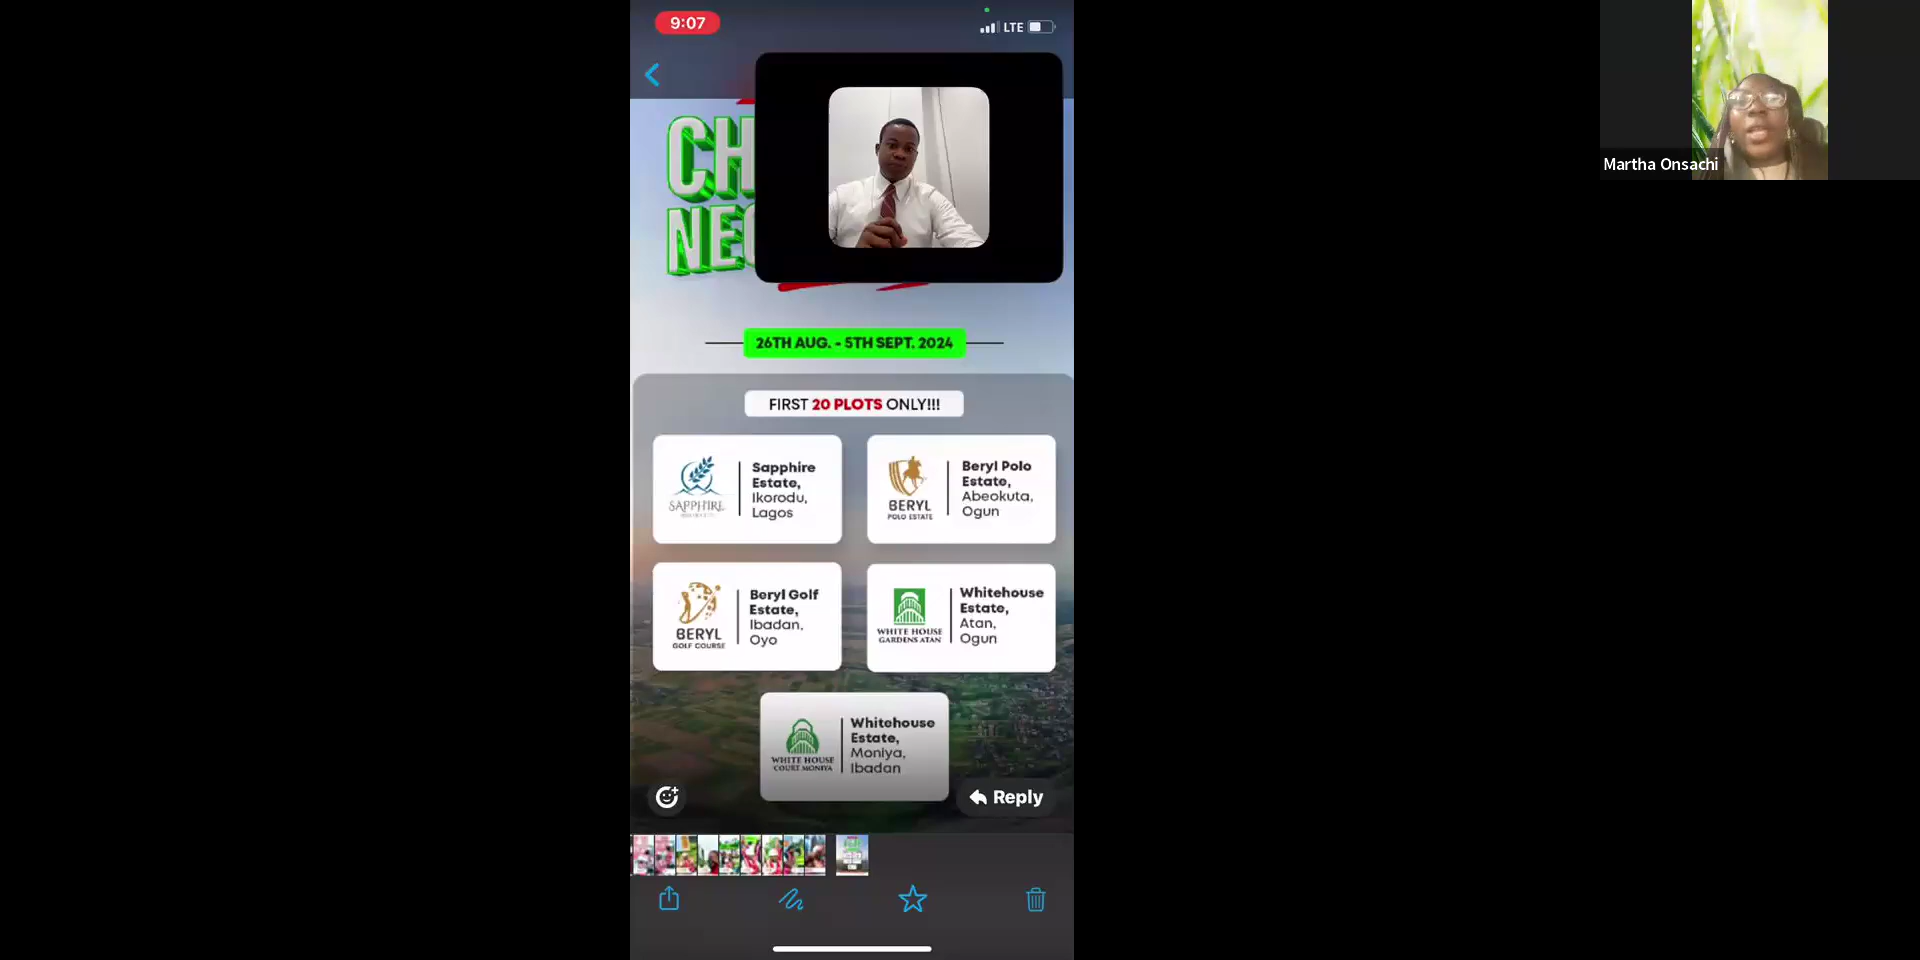 9:07
LTE
CH
NE
26TH AUG. - 5TH SEPT. 2024
FIRST 20 PLOTS ONLY!!!
SAPPHIRE
Sapphire
Estate,
Ikorodu,
Lagos
BERYL
POLO ESTATE
Beryl Polo
Estate,
Abeokuta,
Ogun
BERYL
GOLF COURSE
Beryl Golf
Estate,
Ibadan,
Oyo
WHITE HOUSE
GARDENS ATAN
Whitehouse
Estate,
Atan,
Ogun
WHITE HOUSE
COURT MONIYA
Whitehouse
Estate,
Moniya,
Ibadan
Reply
Martha Onsachi